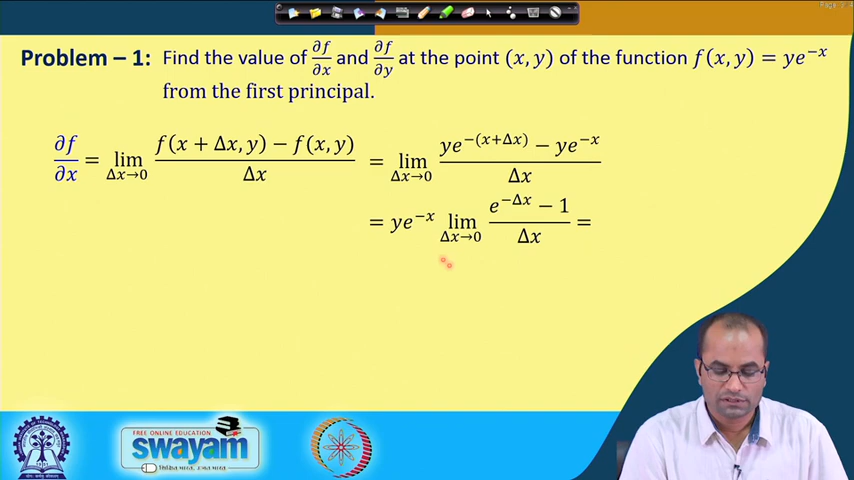 Problem – 1: Find the value of ∂f/∂x and ∂f/∂y at the point (x, y) of the function f(x, y) = ye^{−x}
from the first principal.
∂f/∂x = lim_{Δx→0} (f(x + Δx, y) − f(x, y))/Δx = lim_{Δx→0} (ye^{−(x+Δx)} − ye^{−x})/Δx
= ye^{−x} lim_{Δx→0} (e^{−Δx} − 1)/Δx =
FREE ONLINE EDUCATION
swayam